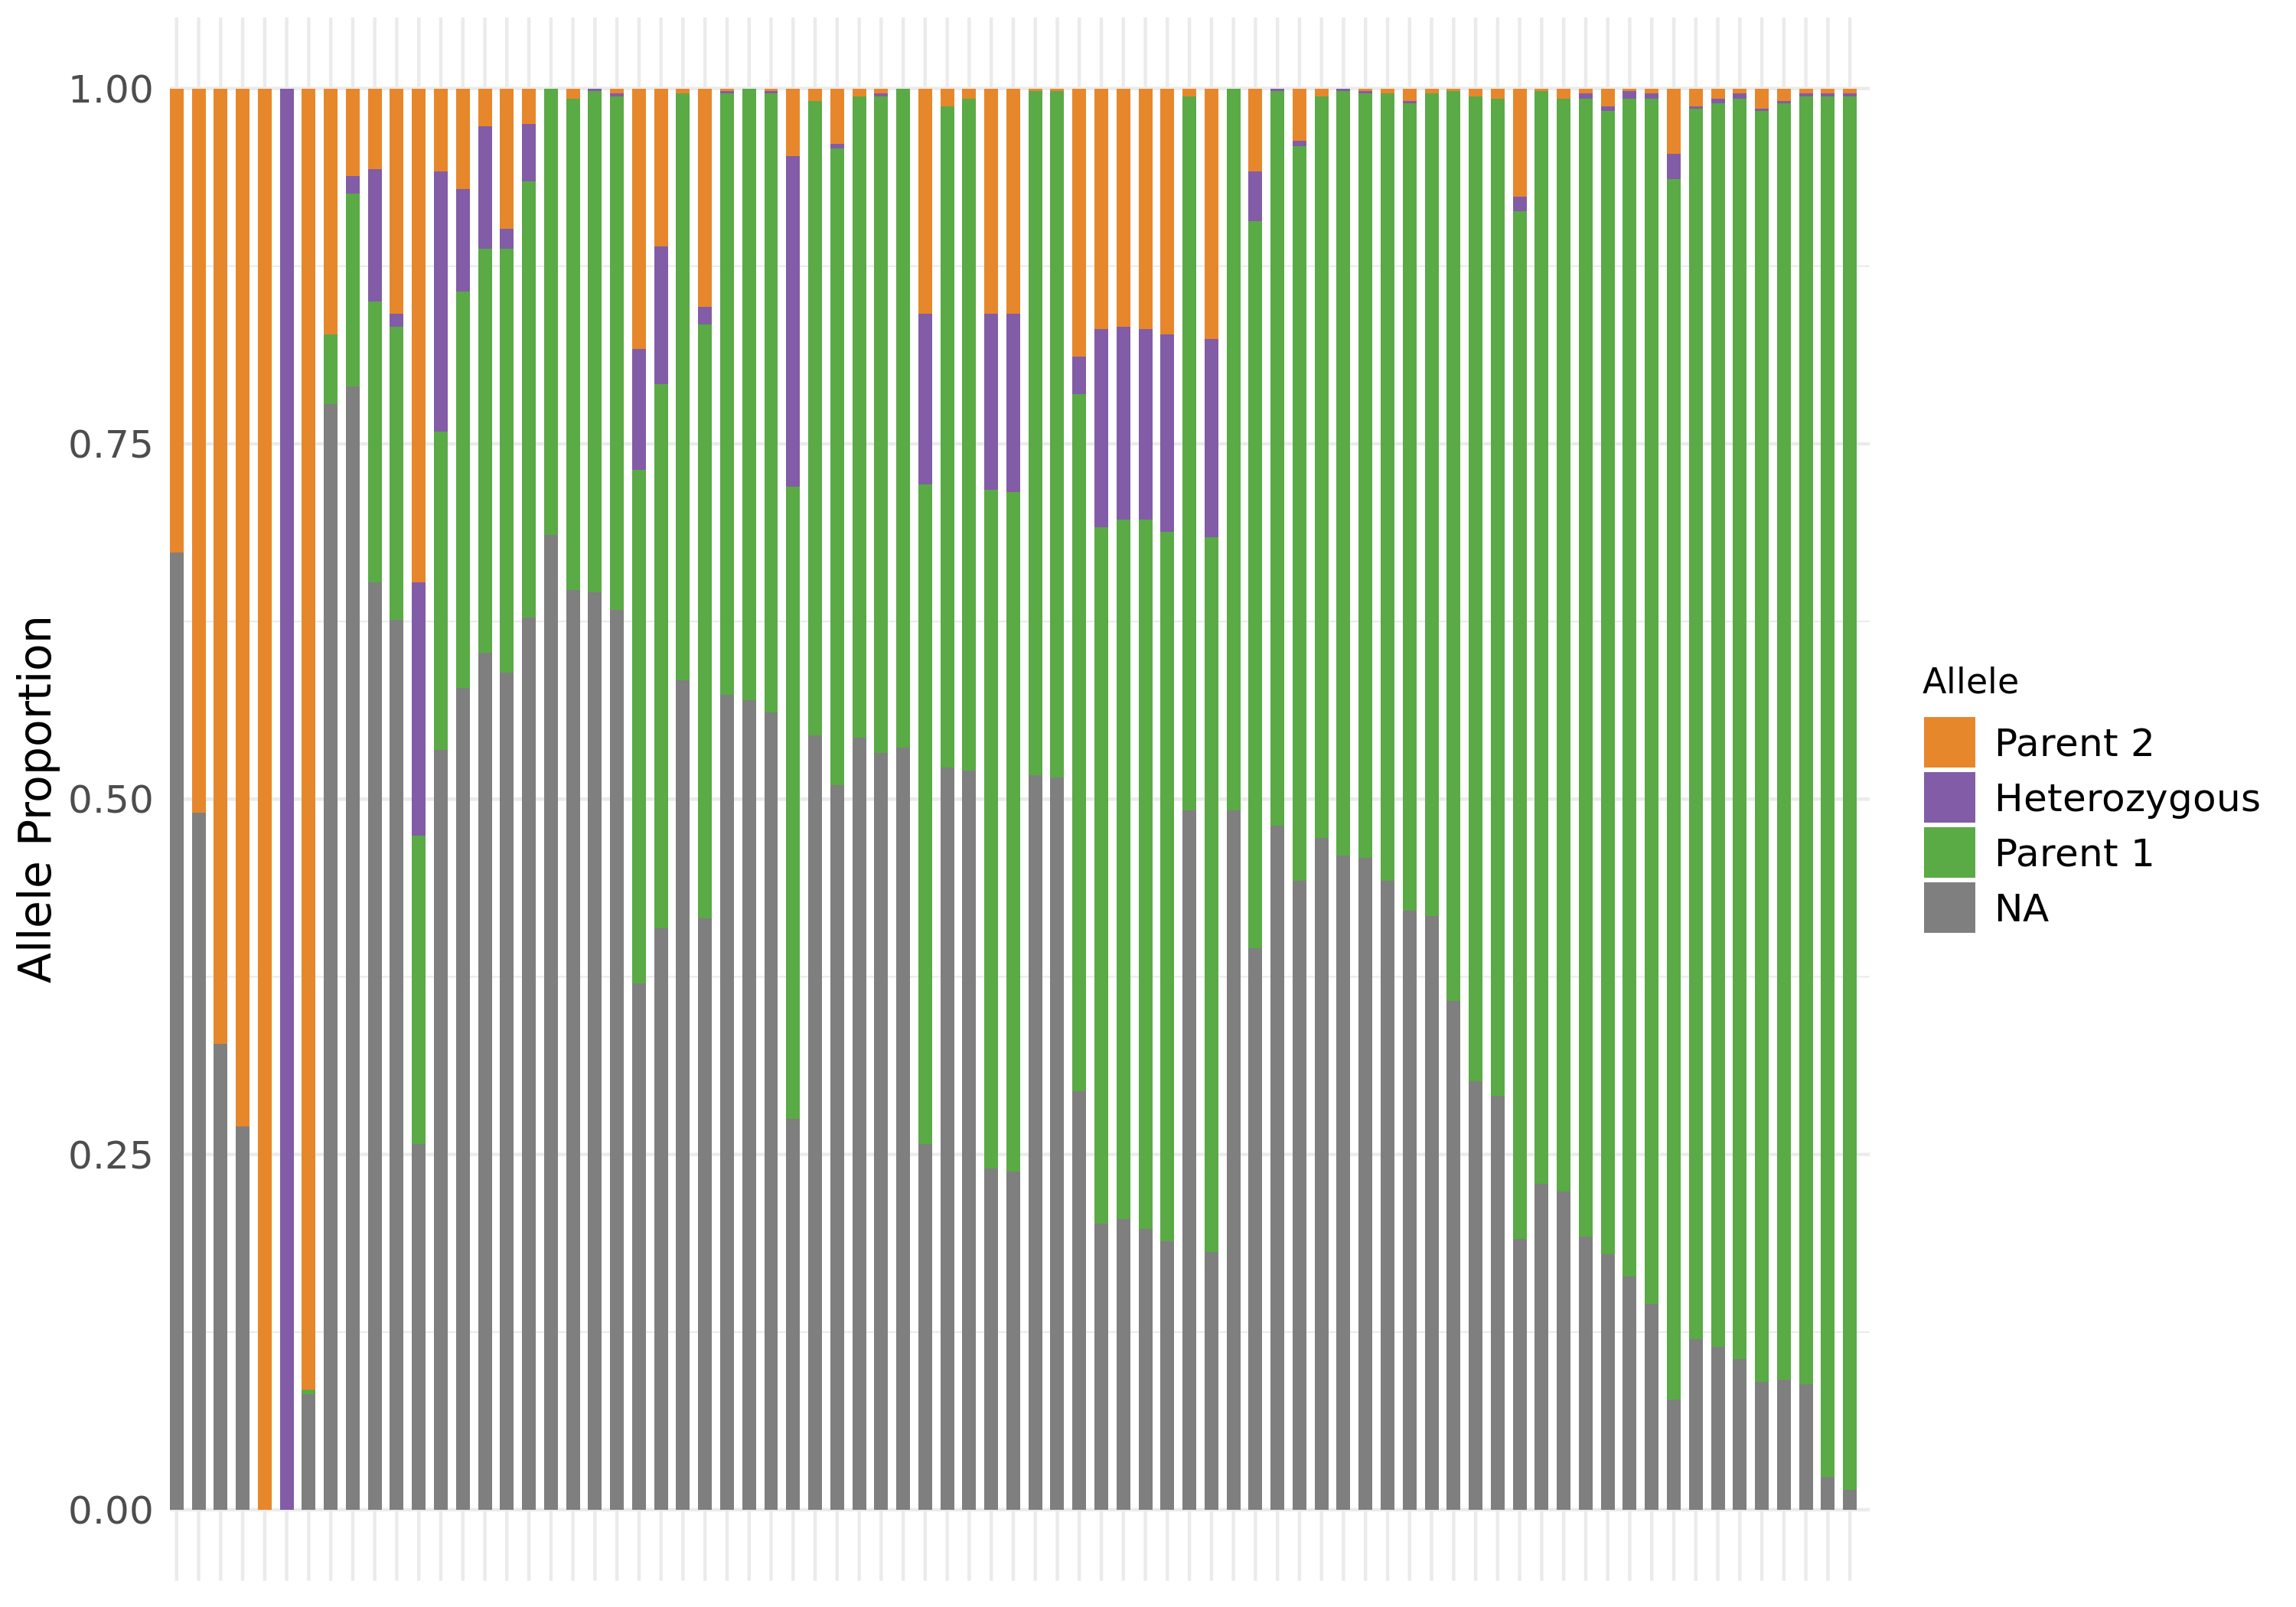 1.00
0.75
0.50
0.25
0.00
Allele Proportion
Allele
Parent 2
Heterozygous
Parent 1
NA